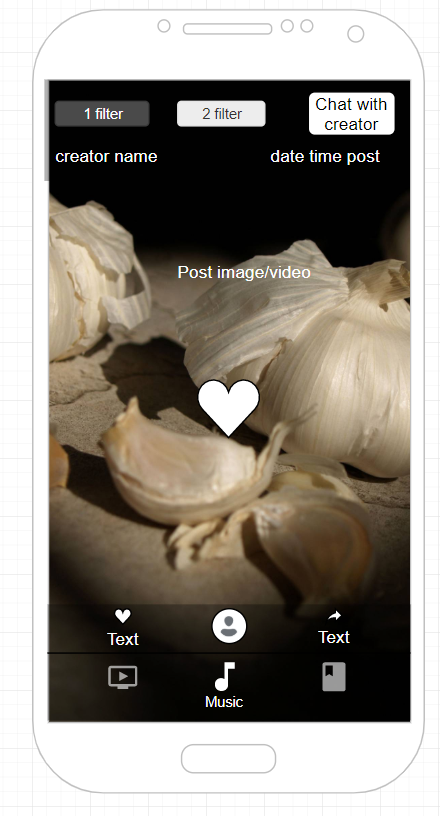 1 filter
2 filter
Chat with
creator
creator name
date time post
Post image/video
Text
Text
Music